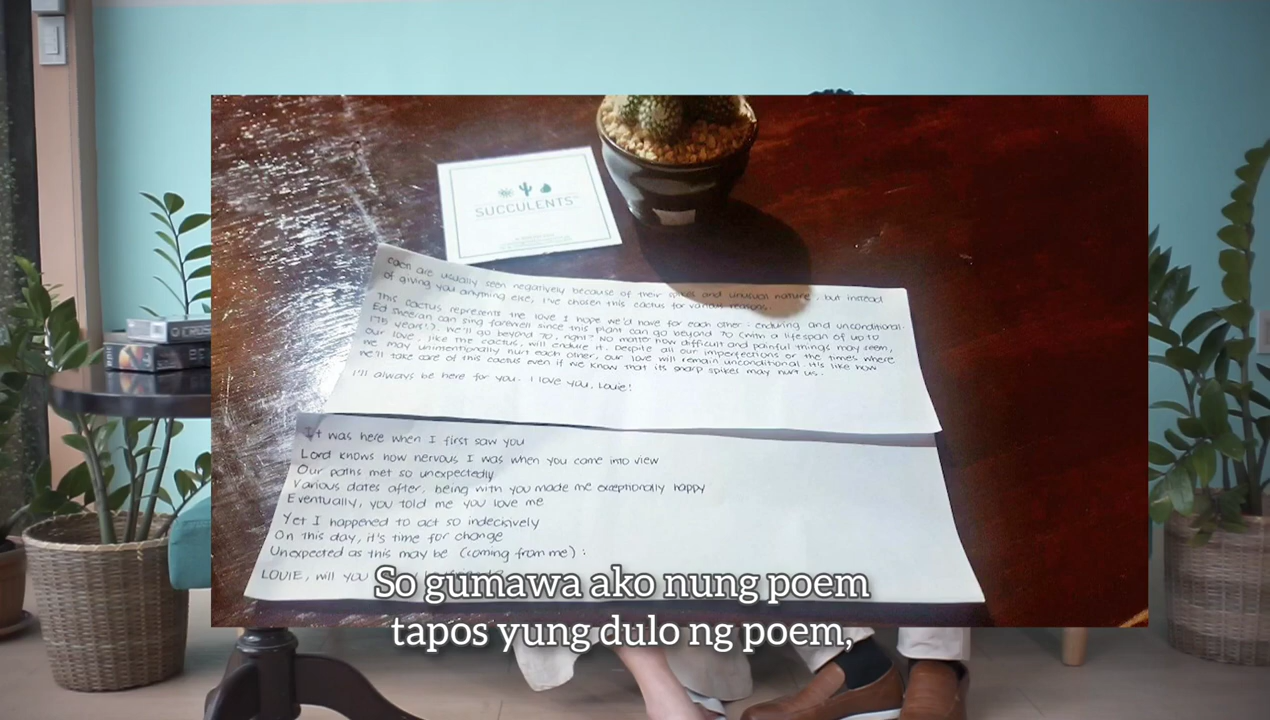 SUCCULENTS
Cacti are usually seen negatively because of their spikes and unusual nature, but instead
of giving you anything else, I've chosen this cactus for various reasons.
This cactus represents the love I hope we'd have for each other: enduring and unconditional.
Ed Sheeran can sing farewell since this plant can go beyond 70 (with a lifespan of up to
years!). We'll go beyond 70, right? No matter how difficult and painful things may seem,
our love, like the cactus, will endure it. Despite all our imperfections or the times where
we may unintentionally hurt each other, our love will remain unconditional. It's like how
we'll take care of this cactus even if we know that its sharp spikes may hurt us.
I'll always be here for you. I love you, Louie!
It was here when I first saw you
Lord knows how nervous I was when you came into view
Our paths met so unexpectedly
Various dates after, being with you made me exceptionally happy
Eventually, you told me you love me
Yet I happened to act so indecisively
On this day, it's time for change
Unexpected as this may be (coming from me):
LOUIE, will you
So gumawa ako nung poem
tapos yung dulo ng poem,